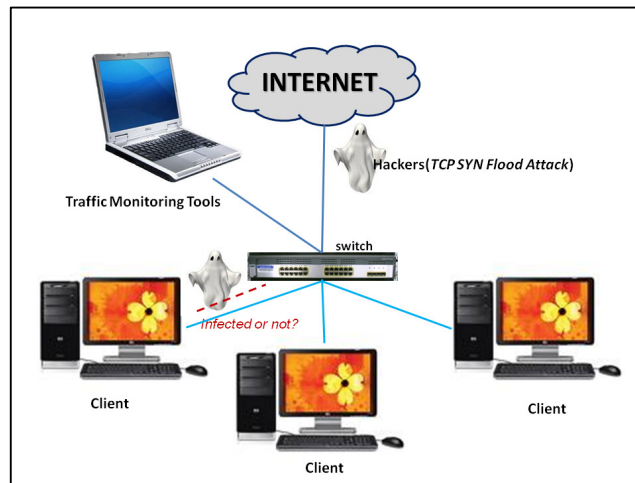 INTERNET
Hackers(TCP SYN Flood Attack)
Traffic Monitoring Tools
switch
Infected or not?
Client
Client
Client